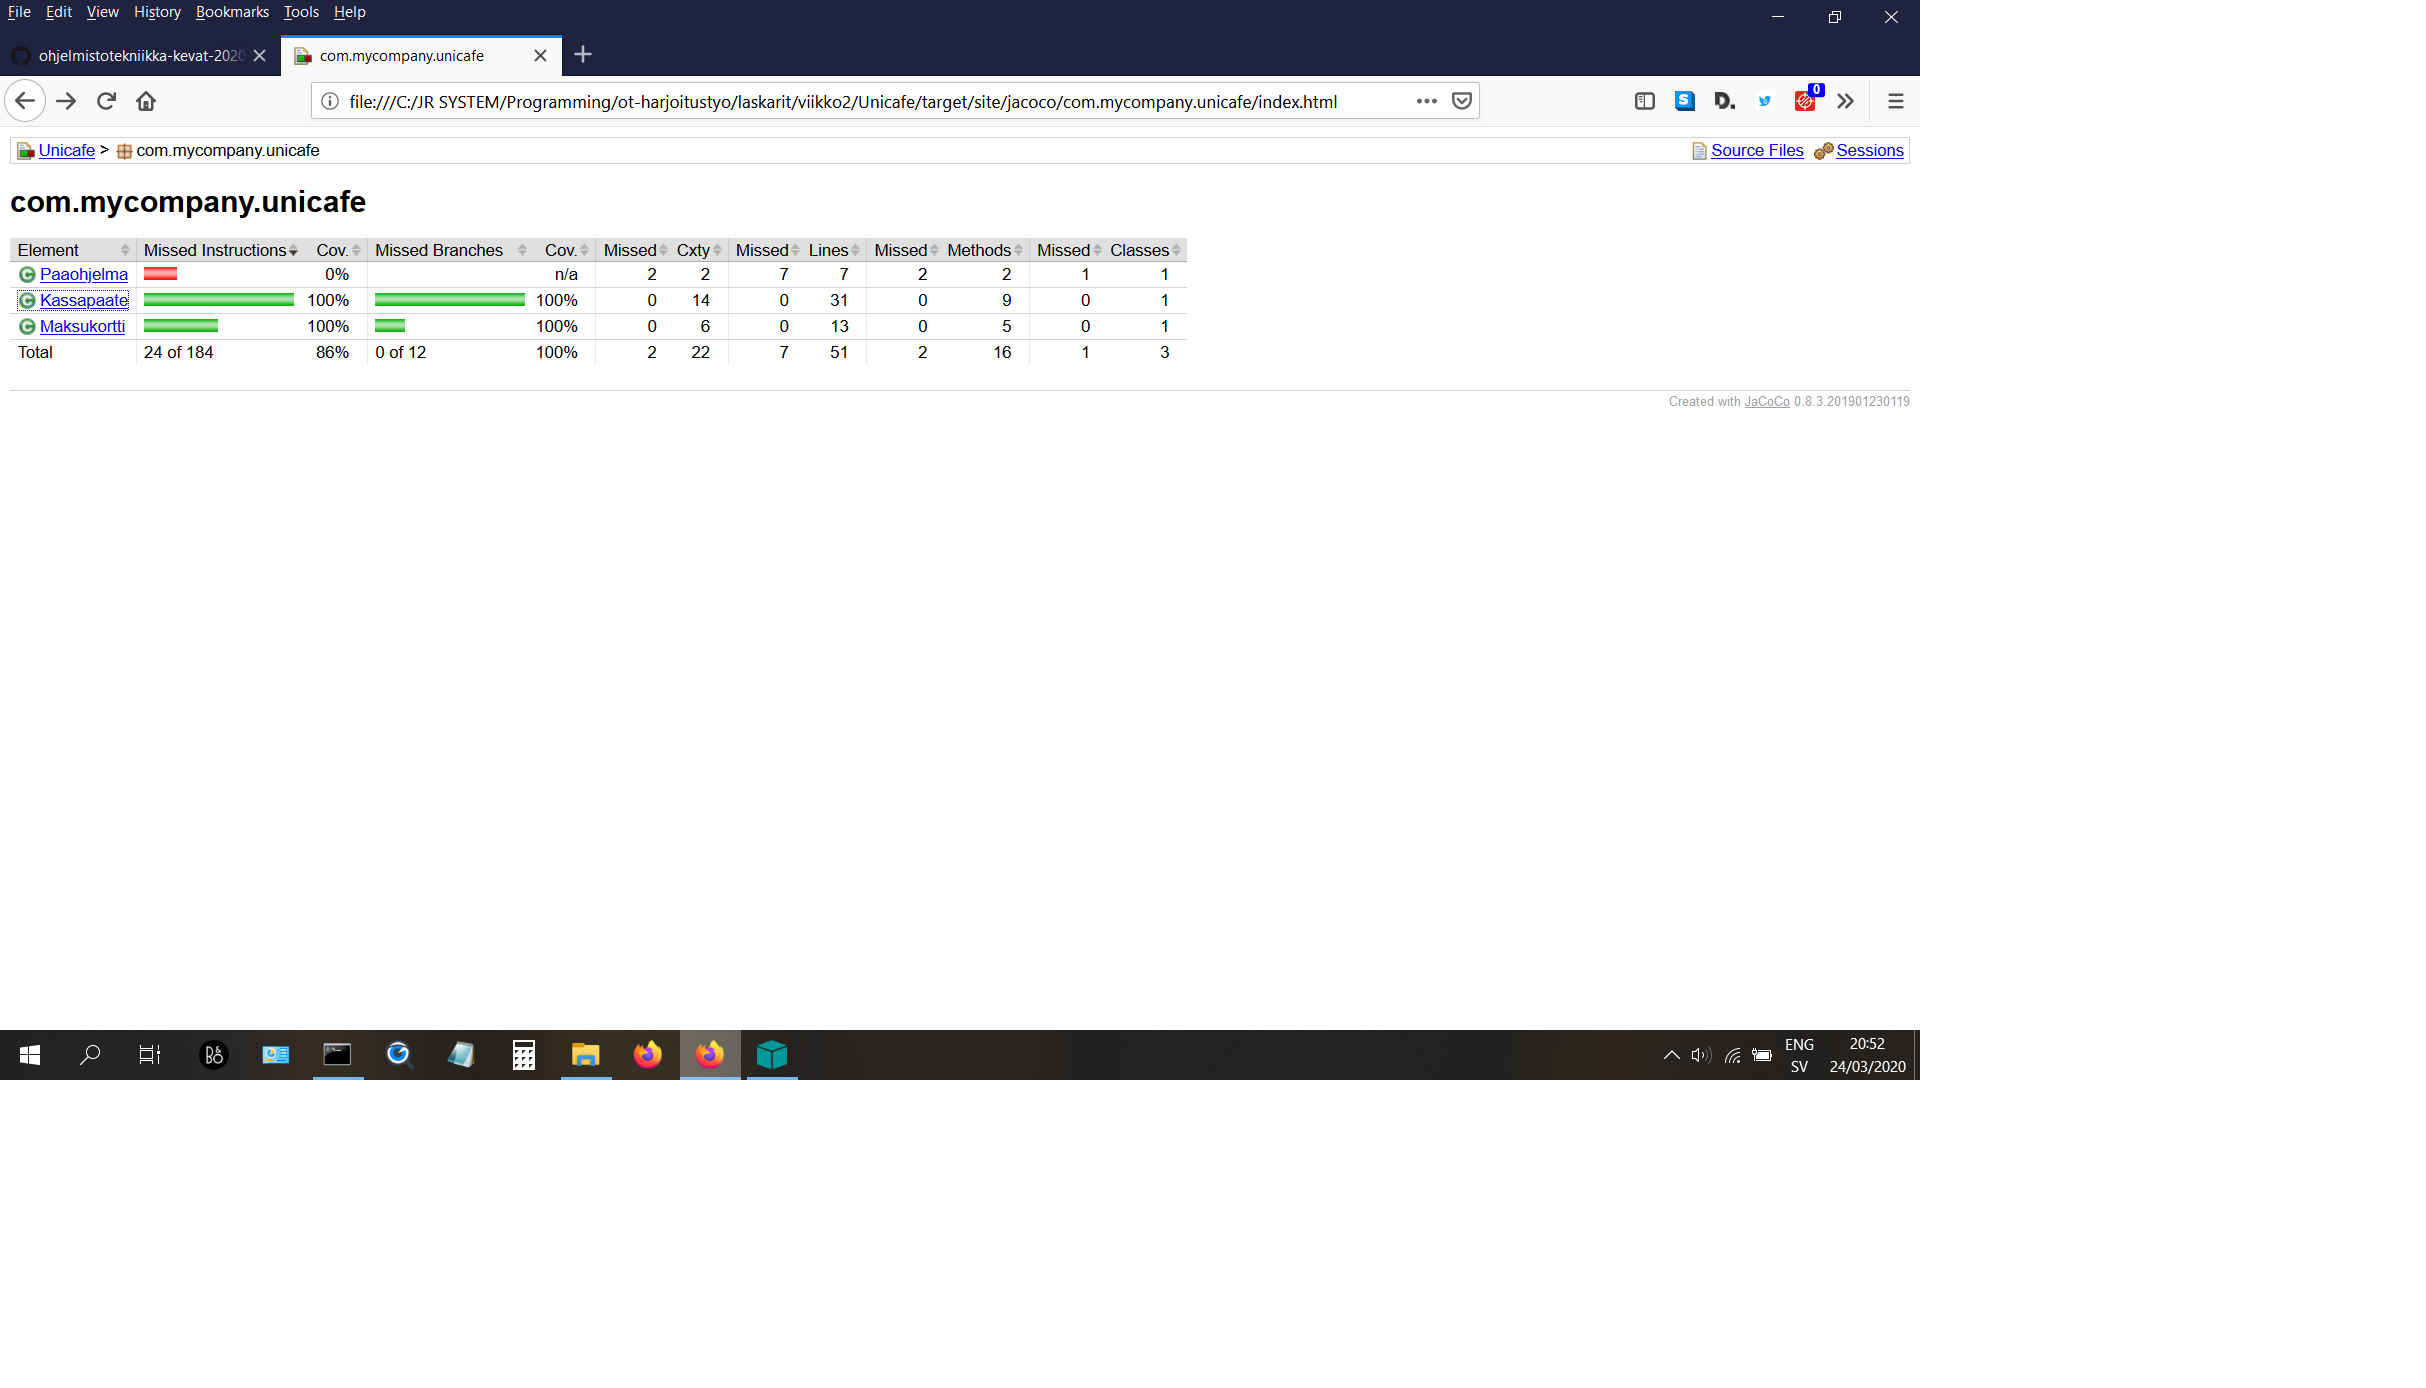 File Edit View History Bookmarks Tools Help
ohjelmistotekniikka-kevat-2020 com.mycompany.unicafe
file:///C:/JR SYSTEM/Programming/ot-harjoitustyo/laskarit/viikko2/Unicafe/target/site/jacoco/com.mycompany.unicafe/index.html S D. 0
Unicafe > com.mycompany.unicafe Source Files Sessions
com.mycompany.unicafe
Element Missed Instructions Cov. Missed Branches Cov. Missed Cxty Missed Lines Missed Methods Missed Classes
C Paaohjelma 0% n/a 2 2 7 7 2 2 1 1
C Kassapaate 100% 100% 0 14 0 31 0 9 0 1
C Maksukortti 100% 100% 0 6 0 13 0 5 0 1
Total 24 of 184 86% 0 of 12 100% 2 22 7 51 2 16 1 3
Created with JaCoCo 0.8.3.201901230119
B&O ENG 20:52
SV 24/03/2020